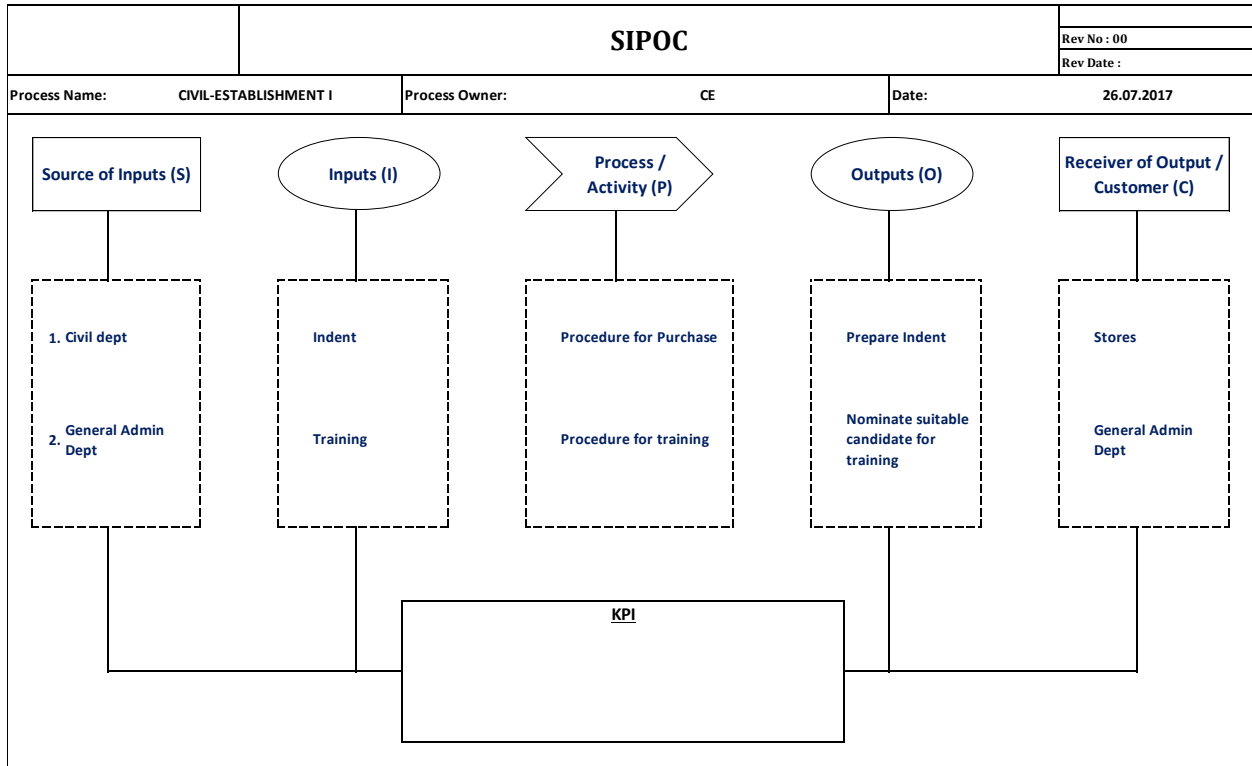 SIPOC
Rev No : 00
Rev Date :
Process Name: CIVIL-ESTABLISHMENT I Process Owner: CE Date: 26.07.2017
Source of Inputs (S)
Inputs (I)
Process /
Activity (P)
Outputs (O)
Receiver of Output /
Customer (C)
1. Civil dept
Indent
Procedure for Purchase
Prepare Indent
Stores
2. General Admin
Dept
Training
Procedure for training
Nominate suitable
candidate for
training
General Admin
Dept
KPI